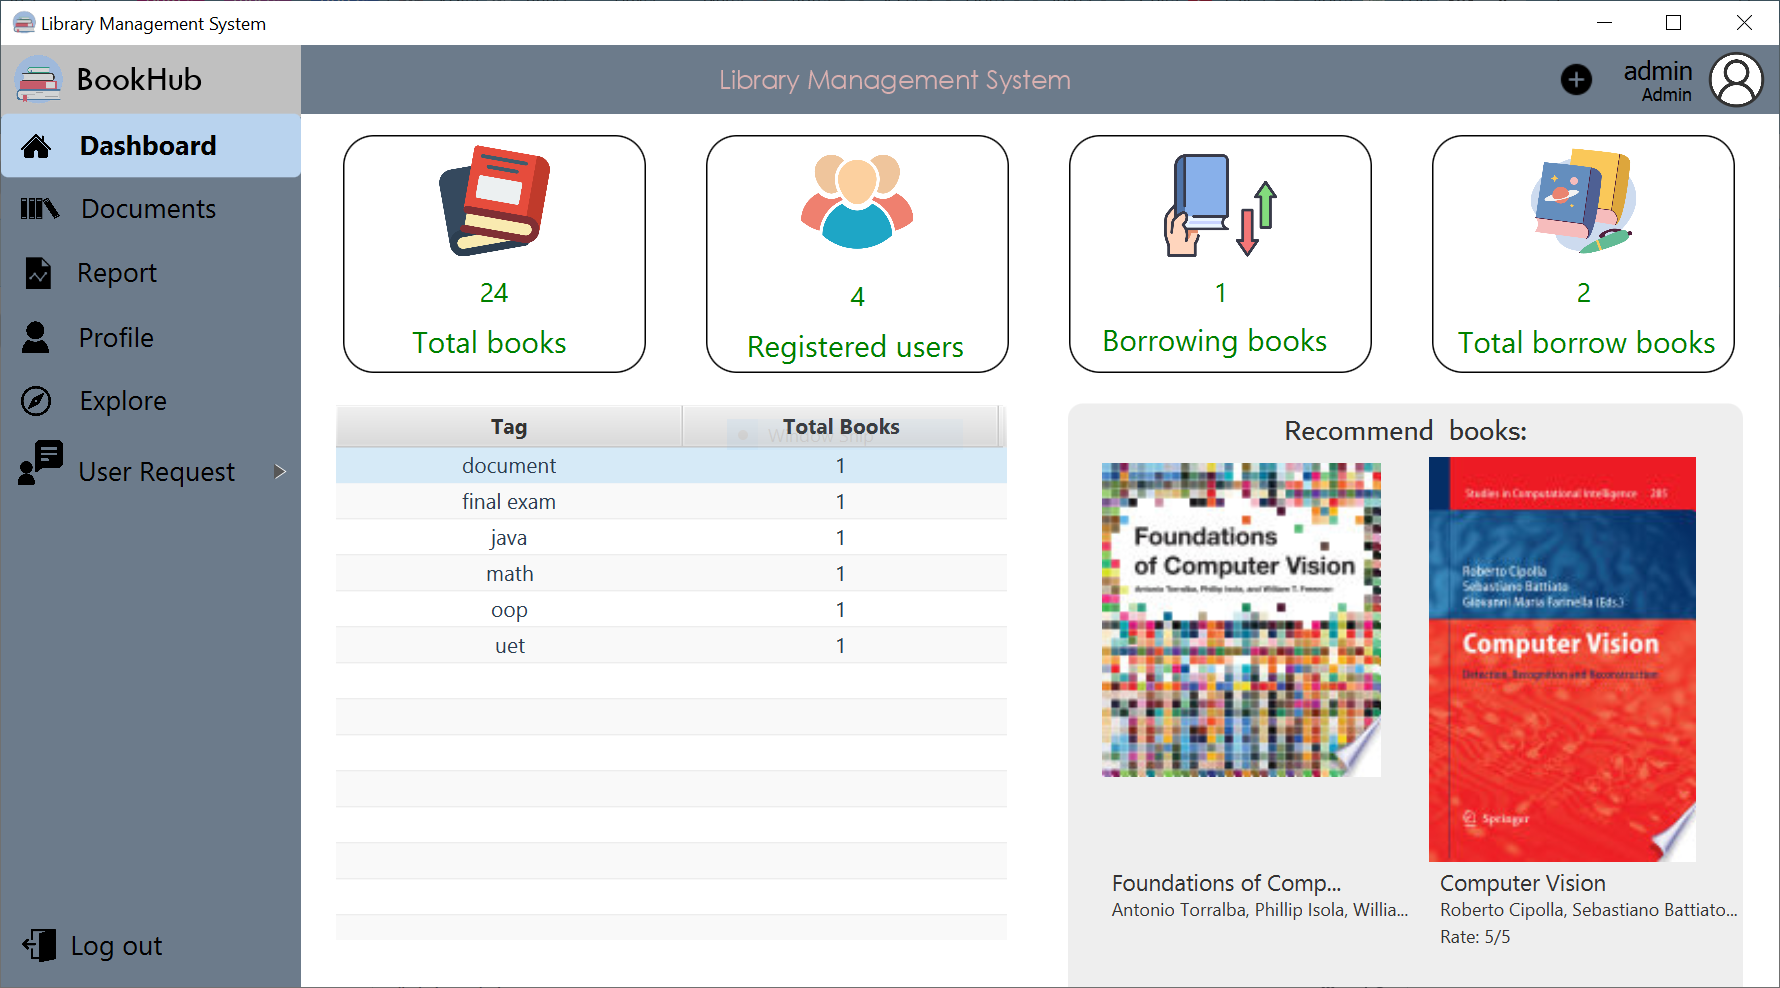 Library Management System
BookHub
Library Management System
admin
Admin
Dashboard
Documents
Report
Profile
Explore
User Request
Log out
24
Total books
4
Registered users
1
Borrowing books
2
Total borrow books
Tag Total Books
Window Snip
document 1
final exam 1
java 1
math 1
oop 1
uet 1
Recommend books:
Foundations
of Computer Vision
Antonio Torralba, Phillip Isola, and William T. Freeman
Studies in Computational Intelligence 285
Roberto Cipolla
Sebastiano Battiato
Giovanni Maria Farinella (Eds.)
Computer Vision
Detection, Recognition and Reconstruction
Springer
Foundations of Comp...
Antonio Torralba, Phillip Isola, Willia...
Computer Vision
Roberto Cipolla, Sebastiano Battiato...
Rate: 5/5